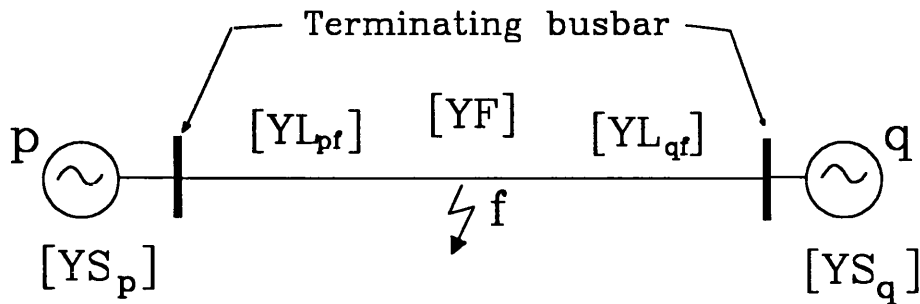 Terminating busbar
p [YL_pf] [YF] [YL_qf] q
f
[YS_p] [YS_q]